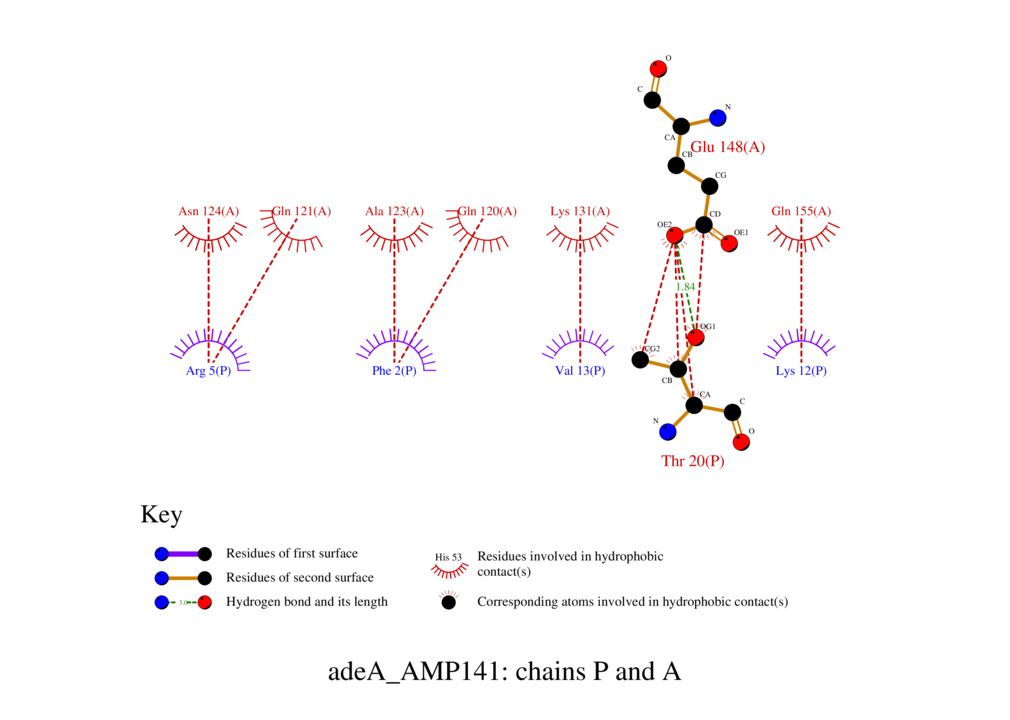 O
C
N
CA
Glu 148(A)
CB
CG
Asn 124(A) Gln 121(A) Ala 123(A) Gln 120(A) Lys 131(A) CD Gln 155(A)
OE2 OE1
1.84
OG1
CG2
Arg 5(P) Phe 2(P) Val 13(P) CB Lys 12(P)
CA
C
N
O
Thr 20(P)
Key
Residues of first surface
Residues of second surface
3.0 Hydrogen bond and its length
His 53 Residues involved in hydrophobic
contact(s)
Corresponding atoms involved in hydrophobic contact(s)
adeA_AMP141: chains P and A